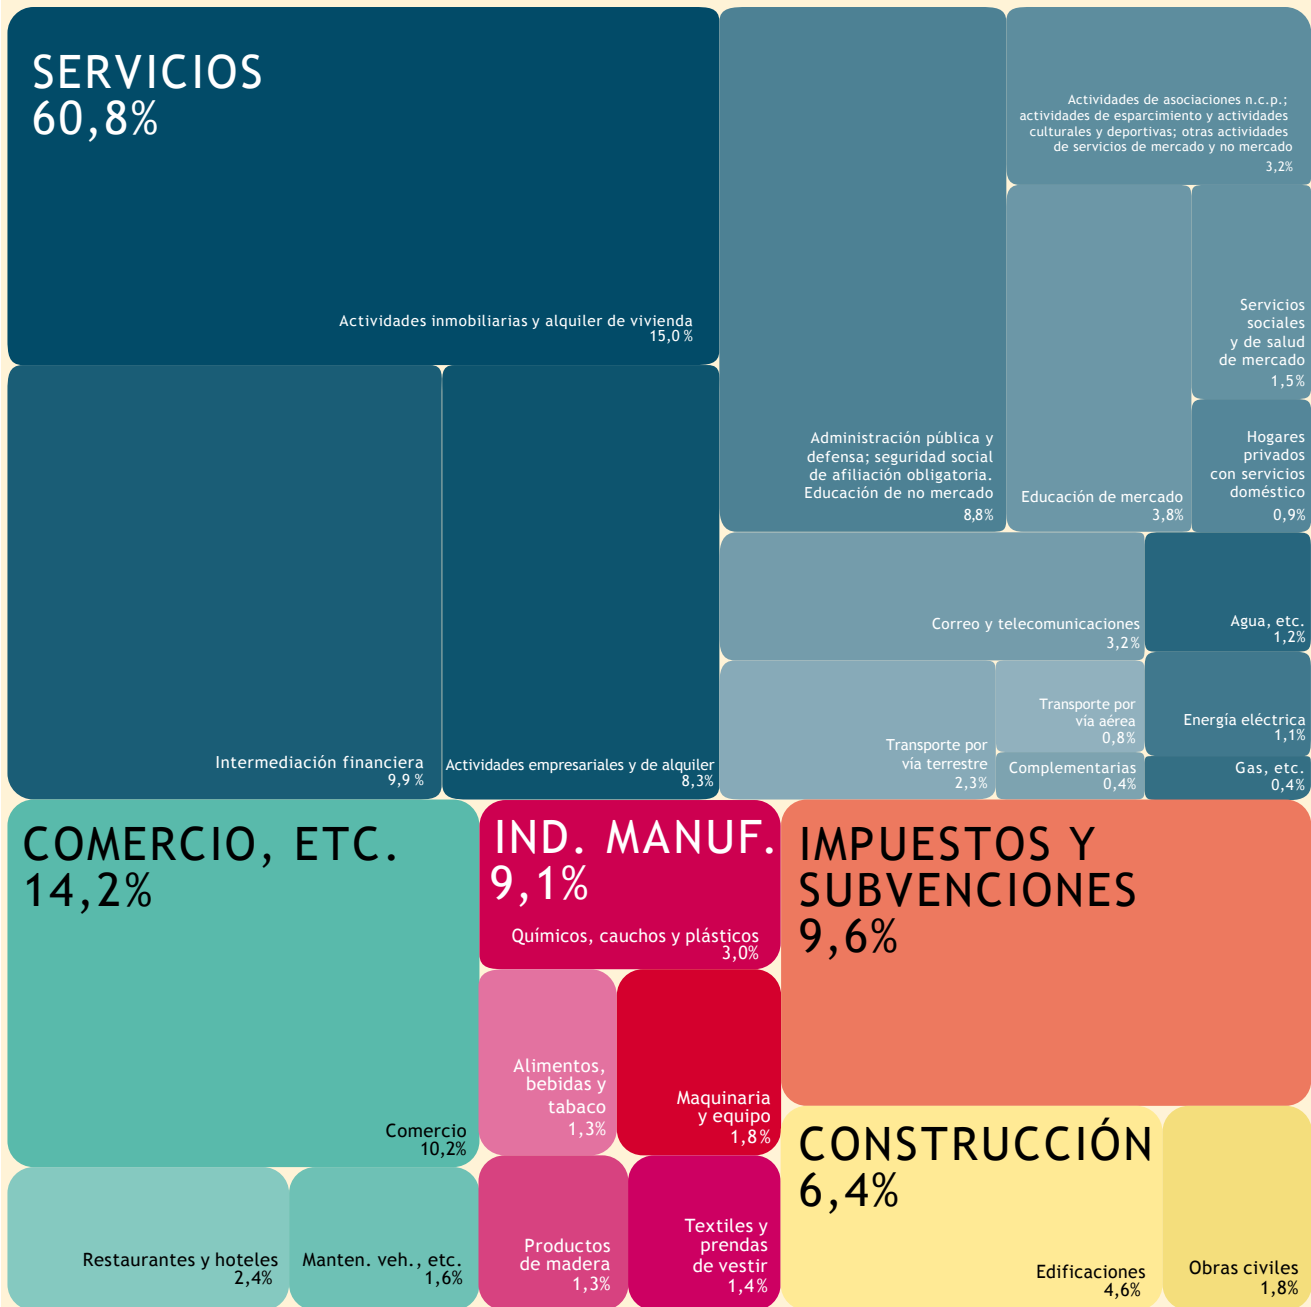 SERVICIOS
60,8%
Actividades inmobiliarias y alquiler de vivienda
15,0%
Intermediación financiera
9,9%
Actividades empresariales y de alquiler
8,3%
Administración pública y
defensa; seguridad social
de afiliación obligatoria.
Educación de no mercado
8,8%
Actividades de asociaciones n.c.p.;
actividades de esparcimiento y actividades
culturales y deportivas; otras actividades
de servicios de mercado y no mercado
3,2%
Educación de mercado
3,8%
Servicios
sociales
y de salud
de mercado
1,5%
Hogares
privados
con servicios
doméstico
0,9%
Correo y telecomunicaciones
3,2%
Agua, etc.
1,2%
Transporte por
vía terrestre
2,3%
Transporte por
vía aérea
0,8%
Complementarias
0,4%
Energía eléctrica
1,1%
Gas, etc.
0,4%
COMERCIO, ETC.
14,2%
Comercio
10,2%
Restaurantes y hoteles
2,4%
Manten. veh., etc.
1,6%
IND. MANUF.
9,1%
Químicos, cauchos y plásticos
3,0%
Alimentos,
bebidas y
tabaco
1,3%
Maquinaria
y equipo
1,8%
Productos
de madera
1,3%
Textiles y
prendas
de vestir
1,4%
IMPUESTOS Y
SUBVENCIONES
9,6%
CONSTRUCCIÓN
6,4%
Edificaciones
4,6%
Obras civiles
1,8%